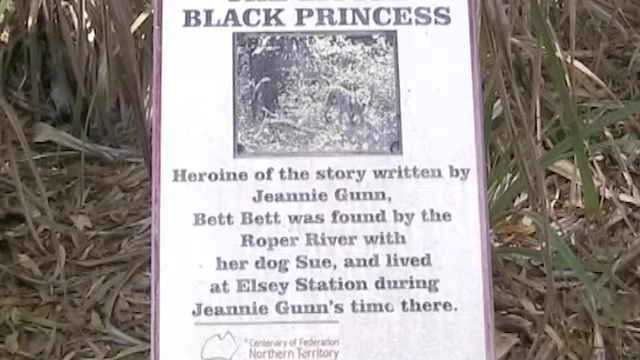 BLACK PRINCESS
Heroine of the story written by
Jeannie Gunn,
Bett Bett was found by the
Roper River with
her dog Sue, and lived
at Elsey Station during
Jeannie Gunn's time there.
Centenary of Federation
Northern Territory